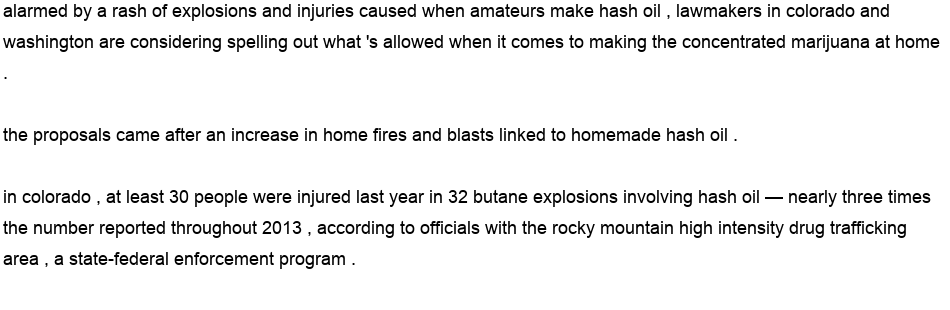 alarmed by a rash of explosions and injuries caused when amateurs make hash oil , lawmakers in colorado and
washington are considering spelling out what 's allowed when it comes to making the concentrated marijuana at home
.
the proposals came after an increase in home fires and blasts linked to homemade hash oil .
in colorado , at least 30 people were injured last year in 32 butane explosions involving hash oil — nearly three times
the number reported throughout 2013 , according to officials with the rocky mountain high intensity drug trafficking
area , a state-federal enforcement program .